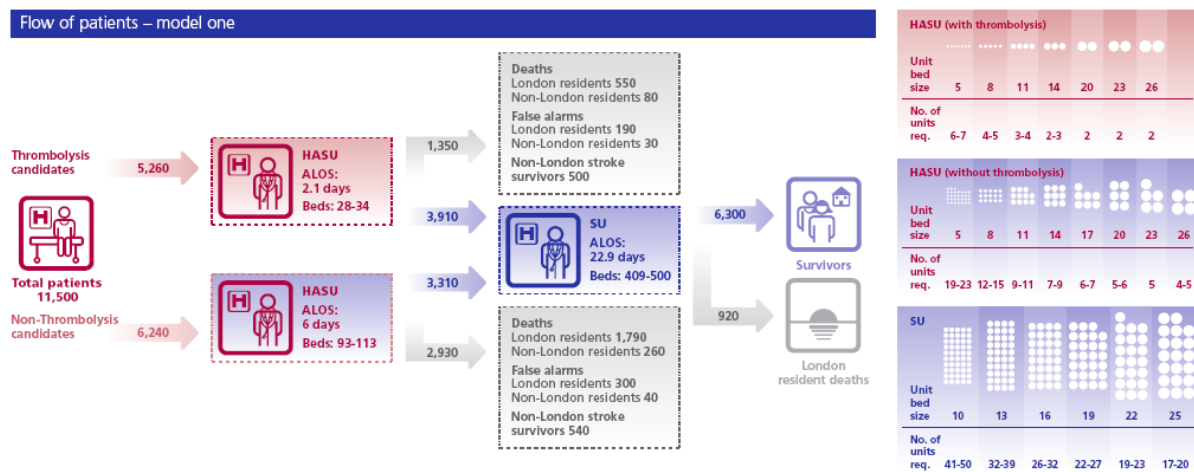 Flow of patients – model one
Thrombolysis
candidates
5,260
H
Total patients
11,500
Non-Thrombolysis
candidates
6,240
H
HASU
ALOS:
2.1 days
Beds: 28-34
H
HASU
ALOS:
6 days
Beds: 93-113
1,350
3,910
3,310
2,930
Deaths
London residents 550
Non-London residents 80
False alarms
London residents 190
Non-London residents 30
Non-London stroke
survivors 500
H
SU
ALOS:
22.9 days
Beds: 409-500
Deaths
London residents 1,790
Non-London residents 260
False alarms
London residents 300
Non-London residents 40
Non-London stroke
survivors 540
6,300
920
Survivors
London
resident deaths
HASU (with thrombolysis)
Unit
bed
size 5 8 11 14 20 23 26
No. of
units
req. 6-7 4-5 3-4 2-3 2 2 2
HASU (without thrombolysis)
Unit
bed
size 5 8 11 14 17 20 23 26
No. of
units
req. 19-23 12-15 9-11 7-9 6-7 5-6 5 4-5
SU
Unit
bed
size 10 13 16 19 22 25
No. of
units
req. 41-50 32-39 26-32 22-27 19-23 17-20